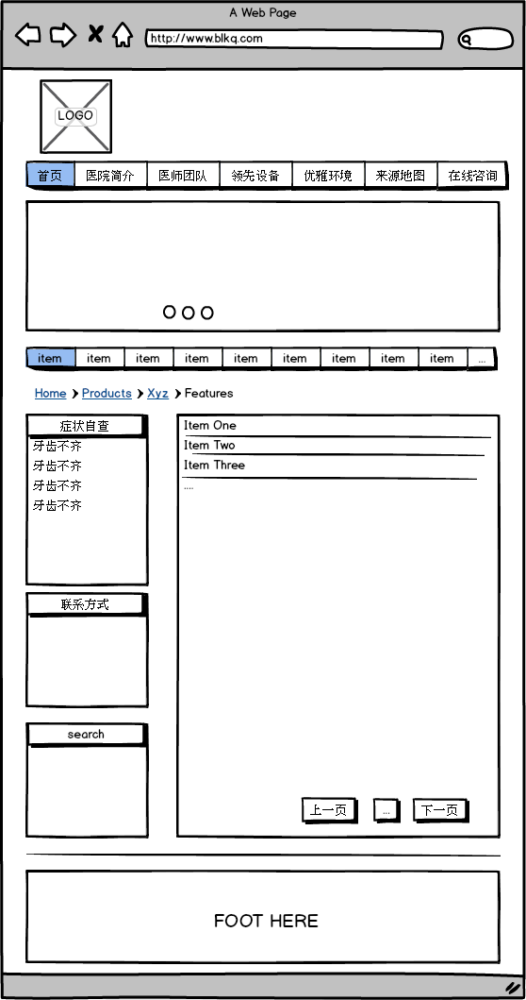 A Web Page
http://www.blkq.com
LOGO
首页 医院简介 医师团队 领先设备 优雅环境 来源地图 在线咨询
item item item item item item item item item ...
Home Products Xyz Features
症状自查
牙齿不齐
牙齿不齐
牙齿不齐
牙齿不齐
联系方式
search
Item One
Item Two
Item Three
....
上一页 ... 下一页
FOOT HERE